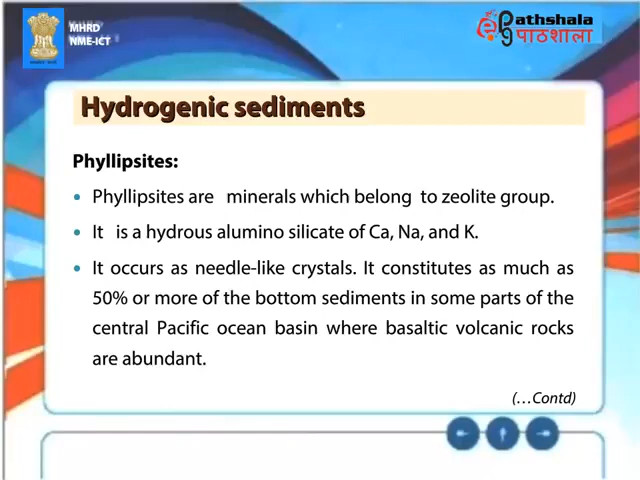 MHRD
NME-ICT
e Pathshala
पाठशाला
Hydrogenic sediments
Phyllipsites:
Phyllipsites are minerals which belong to zeolite group.
It is a hydrous alumino silicate of Ca, Na, and K.
It occurs as needle-like crystals. It constitutes as much as
50% or more of the bottom sediments in some parts of the
central Pacific ocean basin where basaltic volcanic rocks
are abundant.
(...Contd)